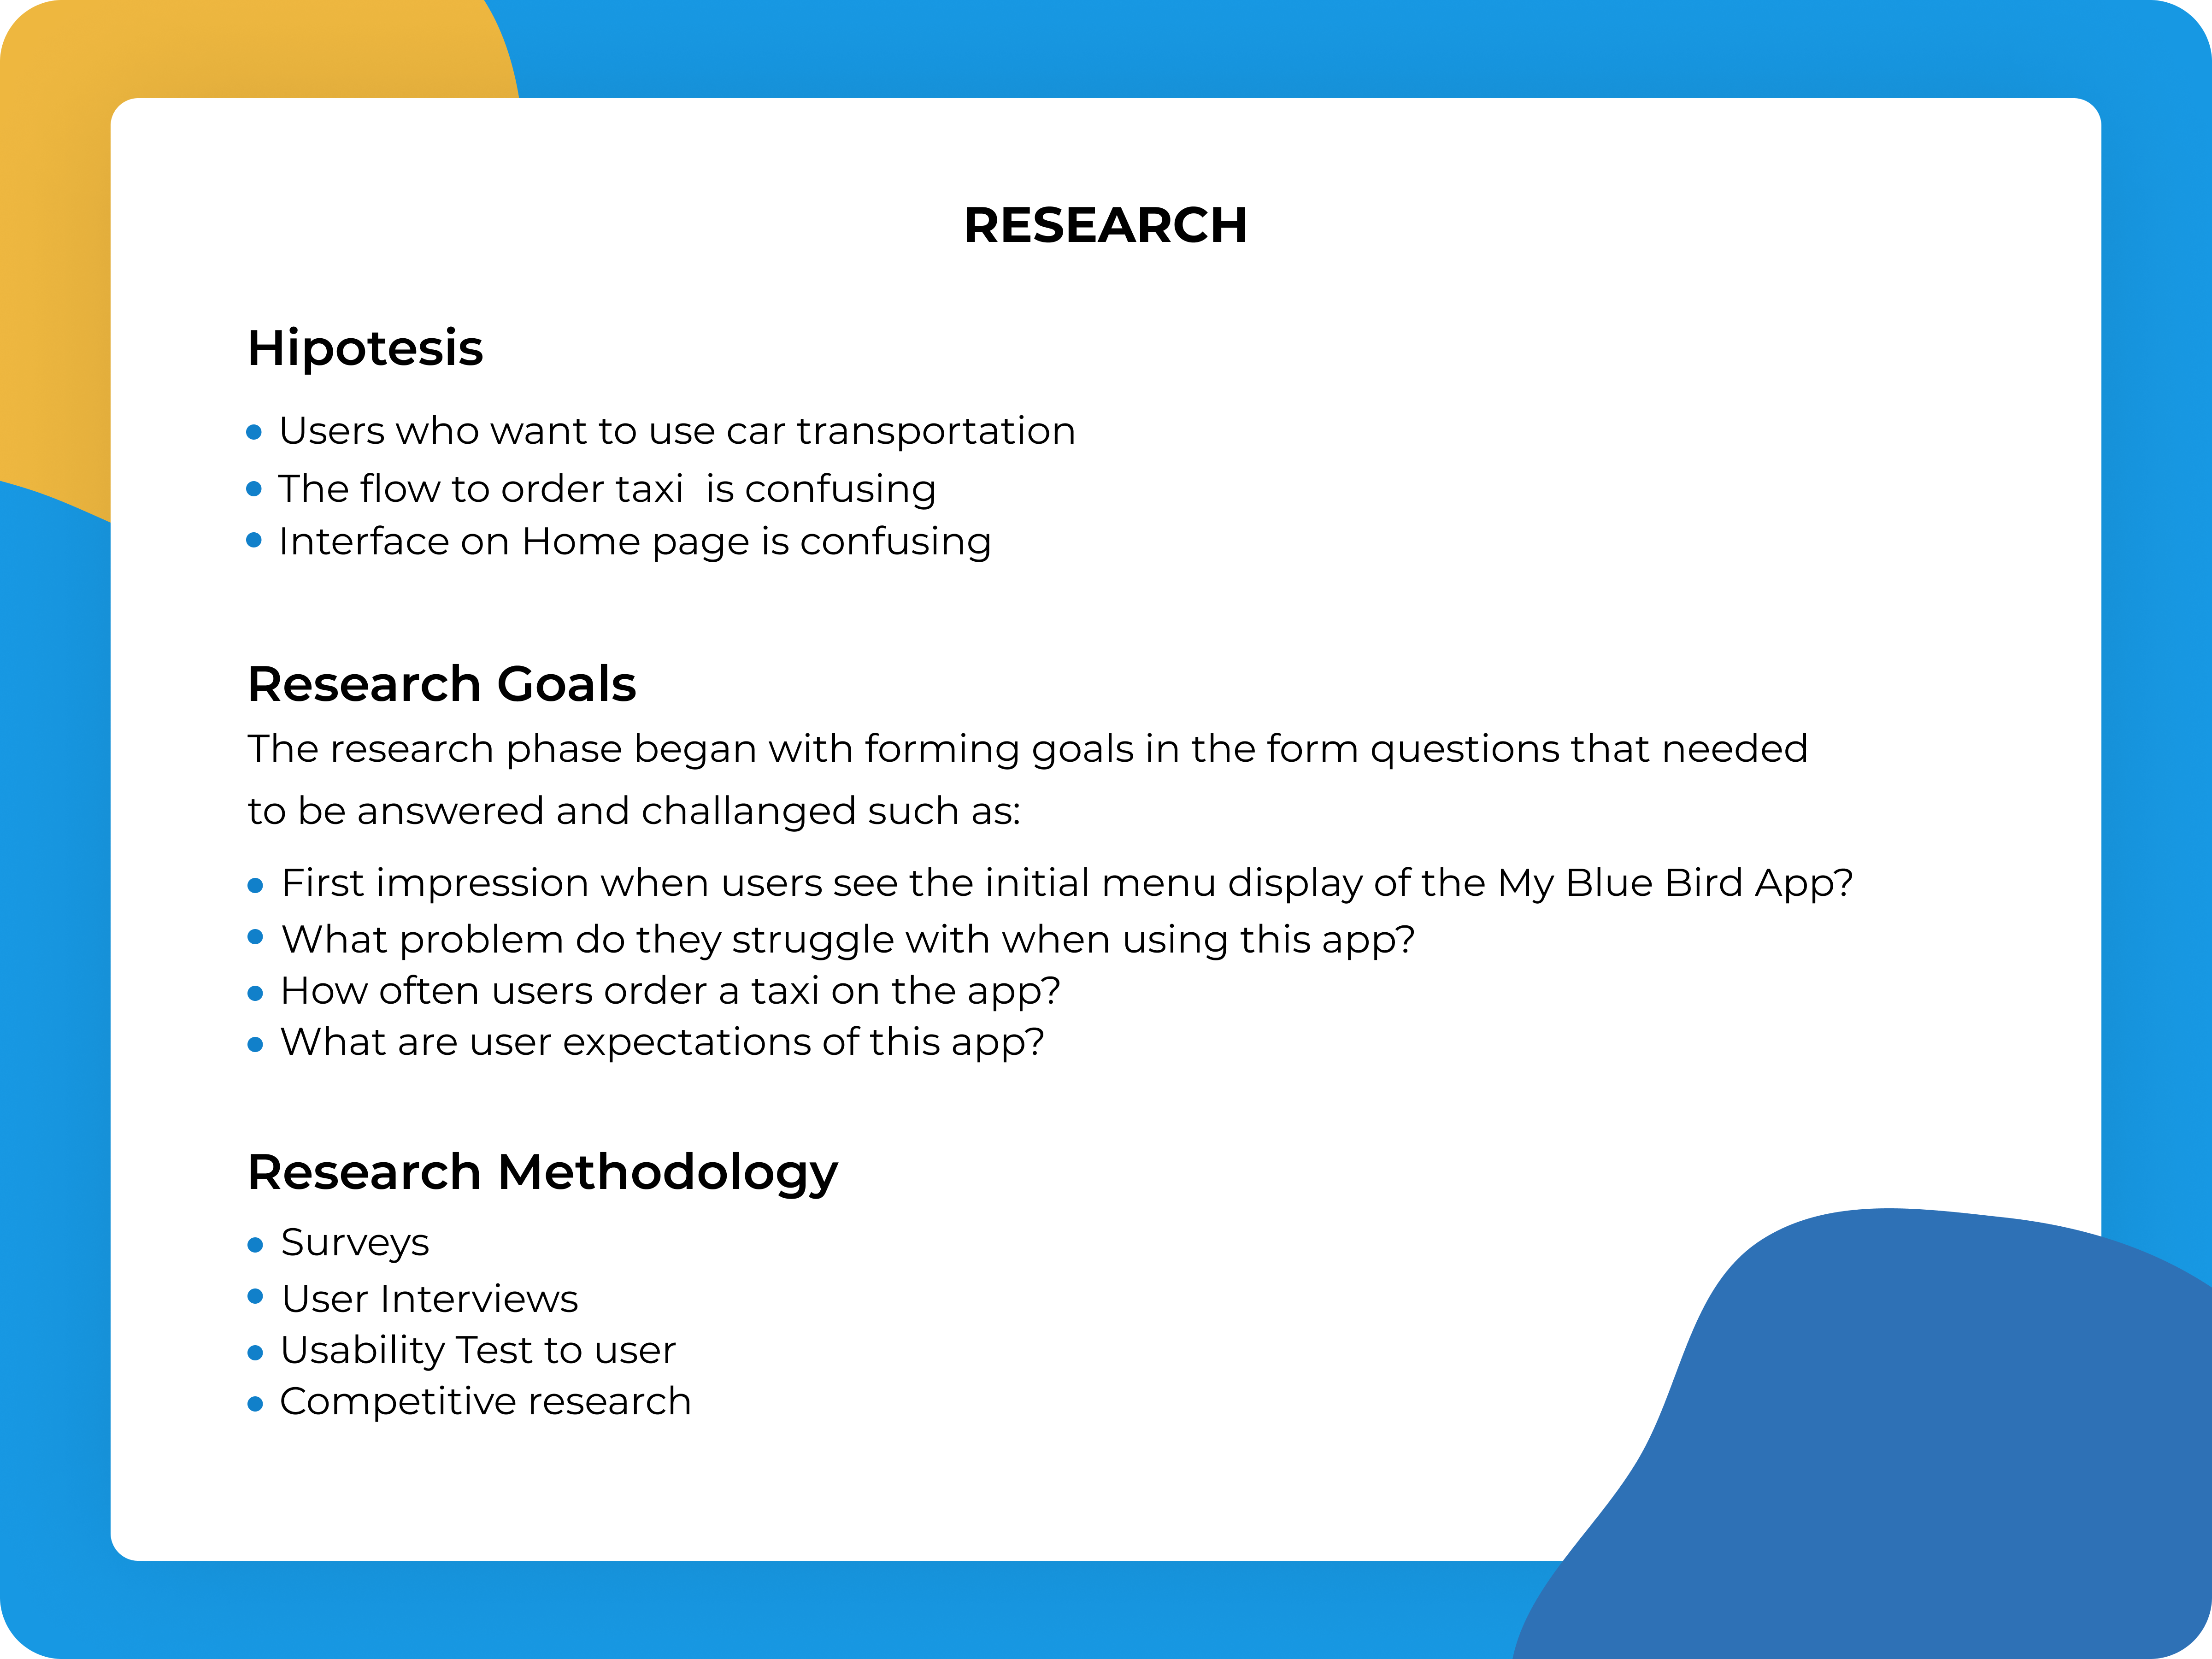 RESEARCH
Hipotesis
Users who want to use car transportation
The flow to order taxi  is confusing
Interface on Home page is confusing
Research Goals
The research phase began with forming goals in the form questions that needed
to be answered and challanged such as:
First impression when users see the initial menu display of the My Blue Bird App?
What problem do they struggle with when using this app?
How often users order a taxi on the app?
What are user expectations of this app?
Research Methodology
Surveys
User Interviews
Usability Test to user
Competitive research